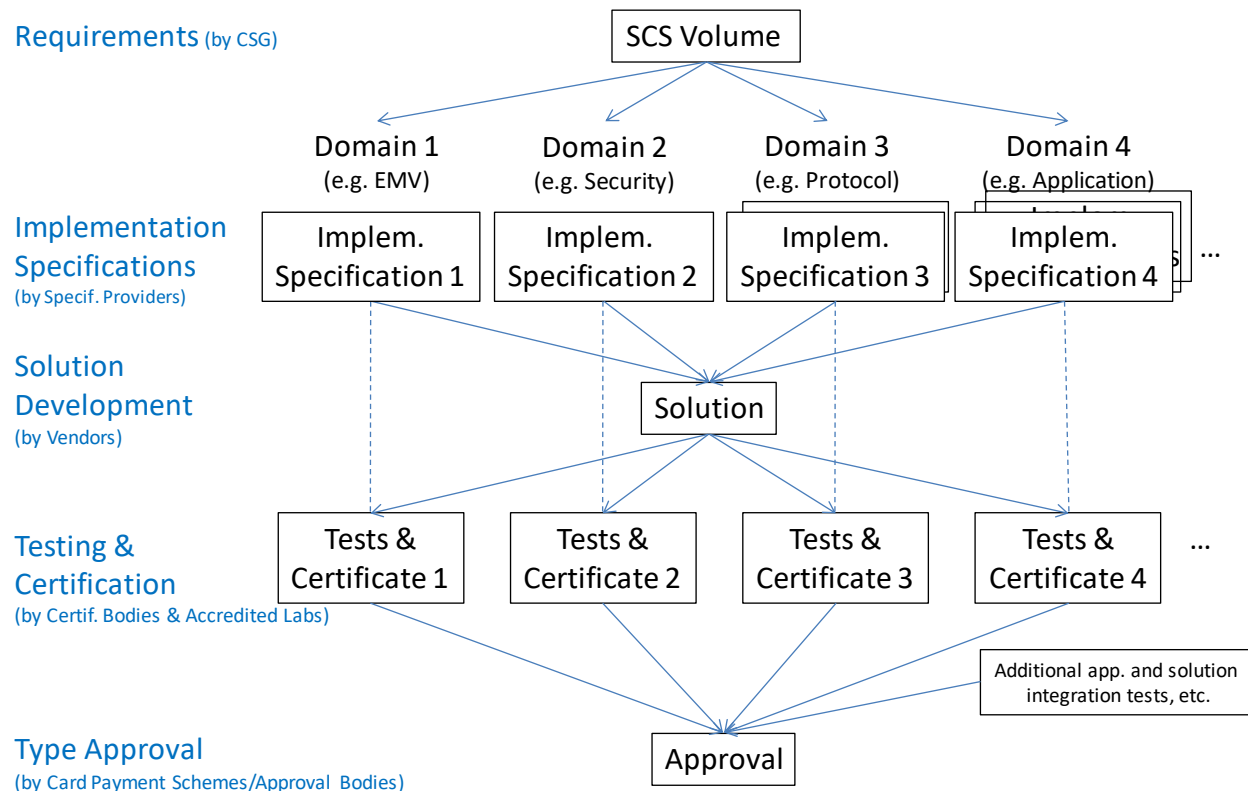 Requirements (by CSG)
SCS Volume
Domain 1
(e.g. EMV)
Domain 2
(e.g. Security)
Domain 3
(e.g. Protocol)
Domain 4
(e.g. Application)
Implementation
Specifications
(by Specif. Providers)
Implem.
Specification 1
Implem.
Specification 2
Implem.
Specification 3
Implem.
Specification 4
...
Solution
Development
(by Vendors)
Solution
Testing &
Certification
(by Certif. Bodies & Accredited Labs)
Tests &
Certificate 1
Tests &
Certificate 2
Tests &
Certificate 3
Tests &
Certificate 4
...
Additional app. and solution
integration tests, etc.
Type Approval
(by Card Payment Schemes/Approval Bodies)
Approval